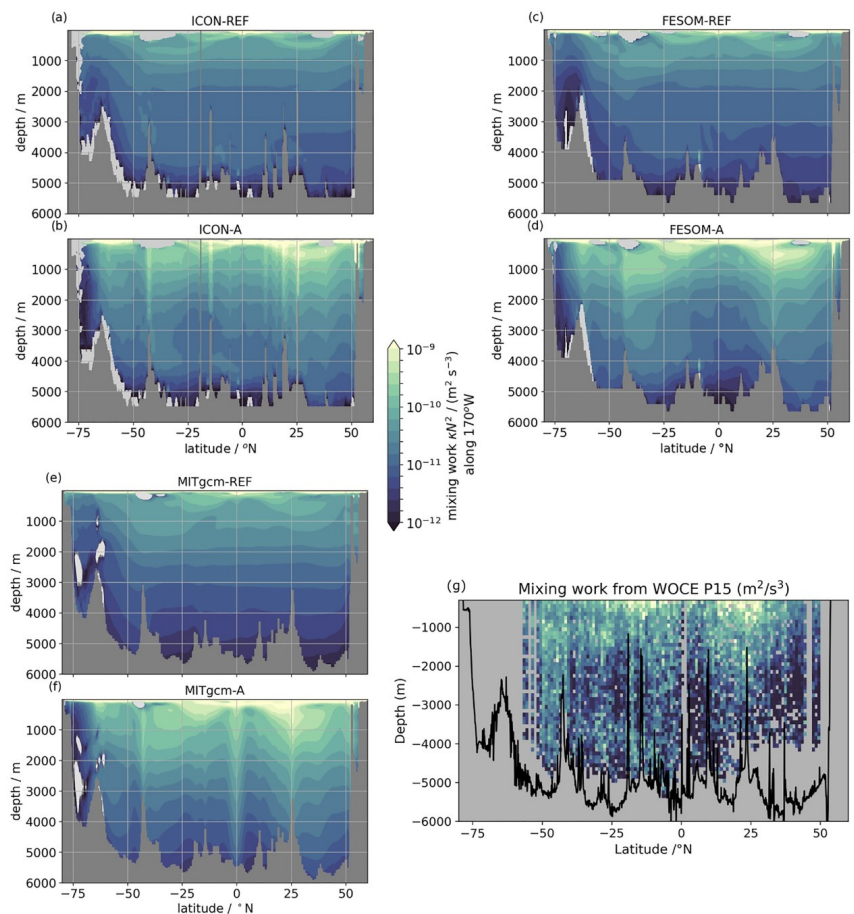 (a)
ICON-REF
depth / m
1000
2000
3000
4000
5000
6000
(b)
ICON-A
depth / m
1000
2000
3000
4000
5000
6000
−75
−50
−25
0
25
50
latitude / °N
(c)
FESOM-REF
depth / m
1000
2000
3000
4000
5000
6000
(d)
FESOM-A
depth / m
1000
2000
3000
4000
5000
6000
−75
−50
−25
0
25
50
latitude / °N
10⁻⁹
10⁻¹⁰
10⁻¹¹
10⁻¹²
mixing work κN² / (m² s⁻³)
along 170°W
(e)
MITgcm-REF
depth / m
1000
2000
3000
4000
5000
6000
(f)
MITgcm-A
depth / m
1000
2000
3000
4000
5000
6000
−75
−50
−25
0
25
50
latitude / °N
(g)
Mixing work from WOCE P15 (m²/s³)
Depth (m)
−1000
−2000
−3000
−4000
−5000
−6000
−75
−50
−25
0
25
50
Latitude /°N